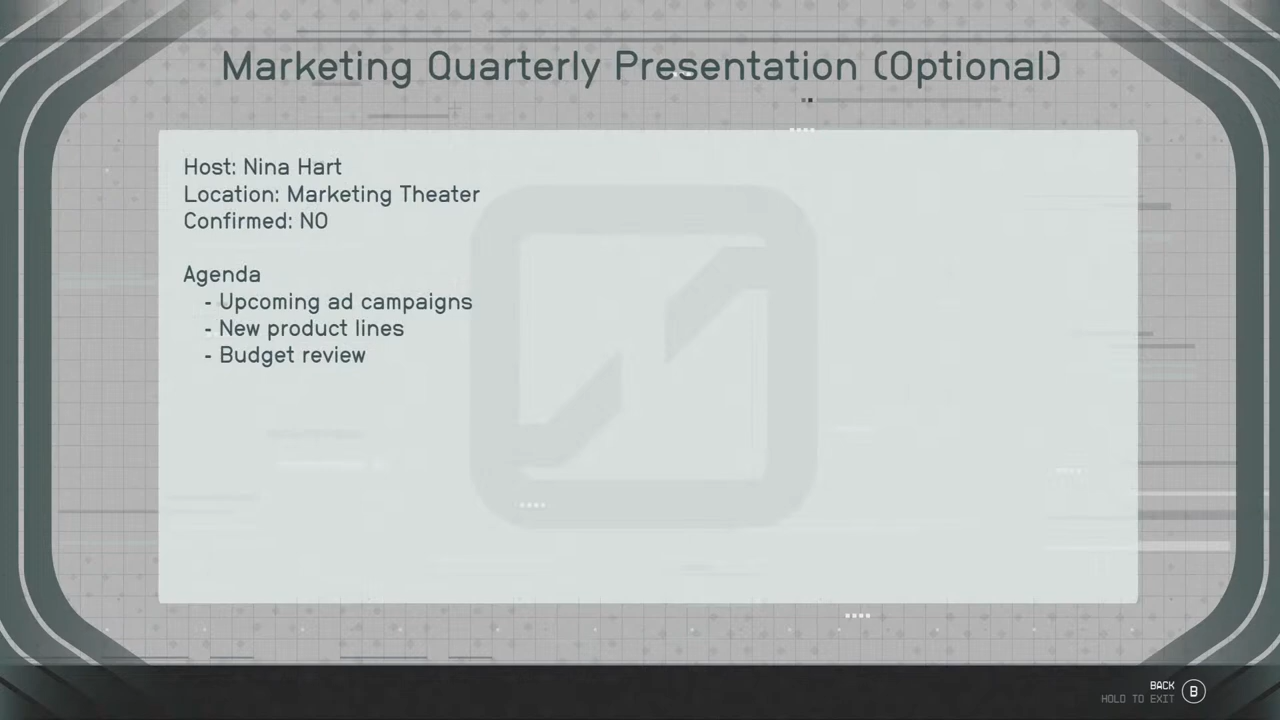 Marketing Quarterly Presentation (Optional)
Host: Nina Hart
Location: Marketing Theater
Confirmed: NO
Agenda
- Upcoming ad campaigns
- New product lines
- Budget review
BACK
HOLD TO EXIT
B